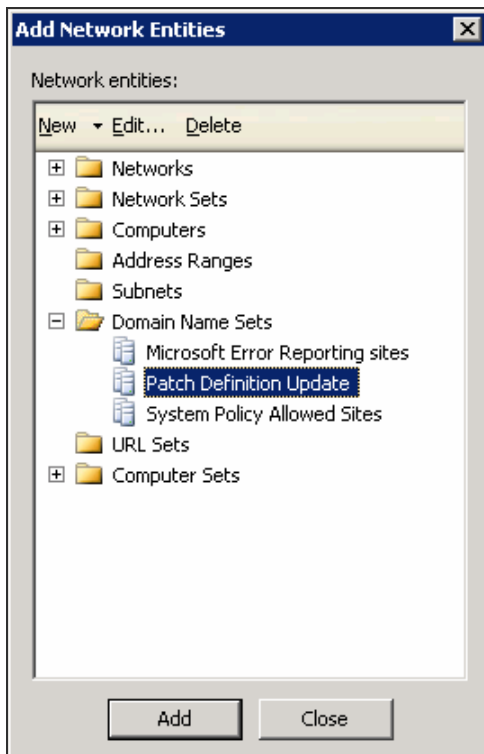 Add Network Entities
Network entities:
New Edit... Delete
Networks
Network Sets
Computers
Address Ranges
Subnets
Domain Name Sets
Microsoft Error Reporting sites
Patch Definition Update
System Policy Allowed Sites
URL Sets
Computer Sets
Add Close